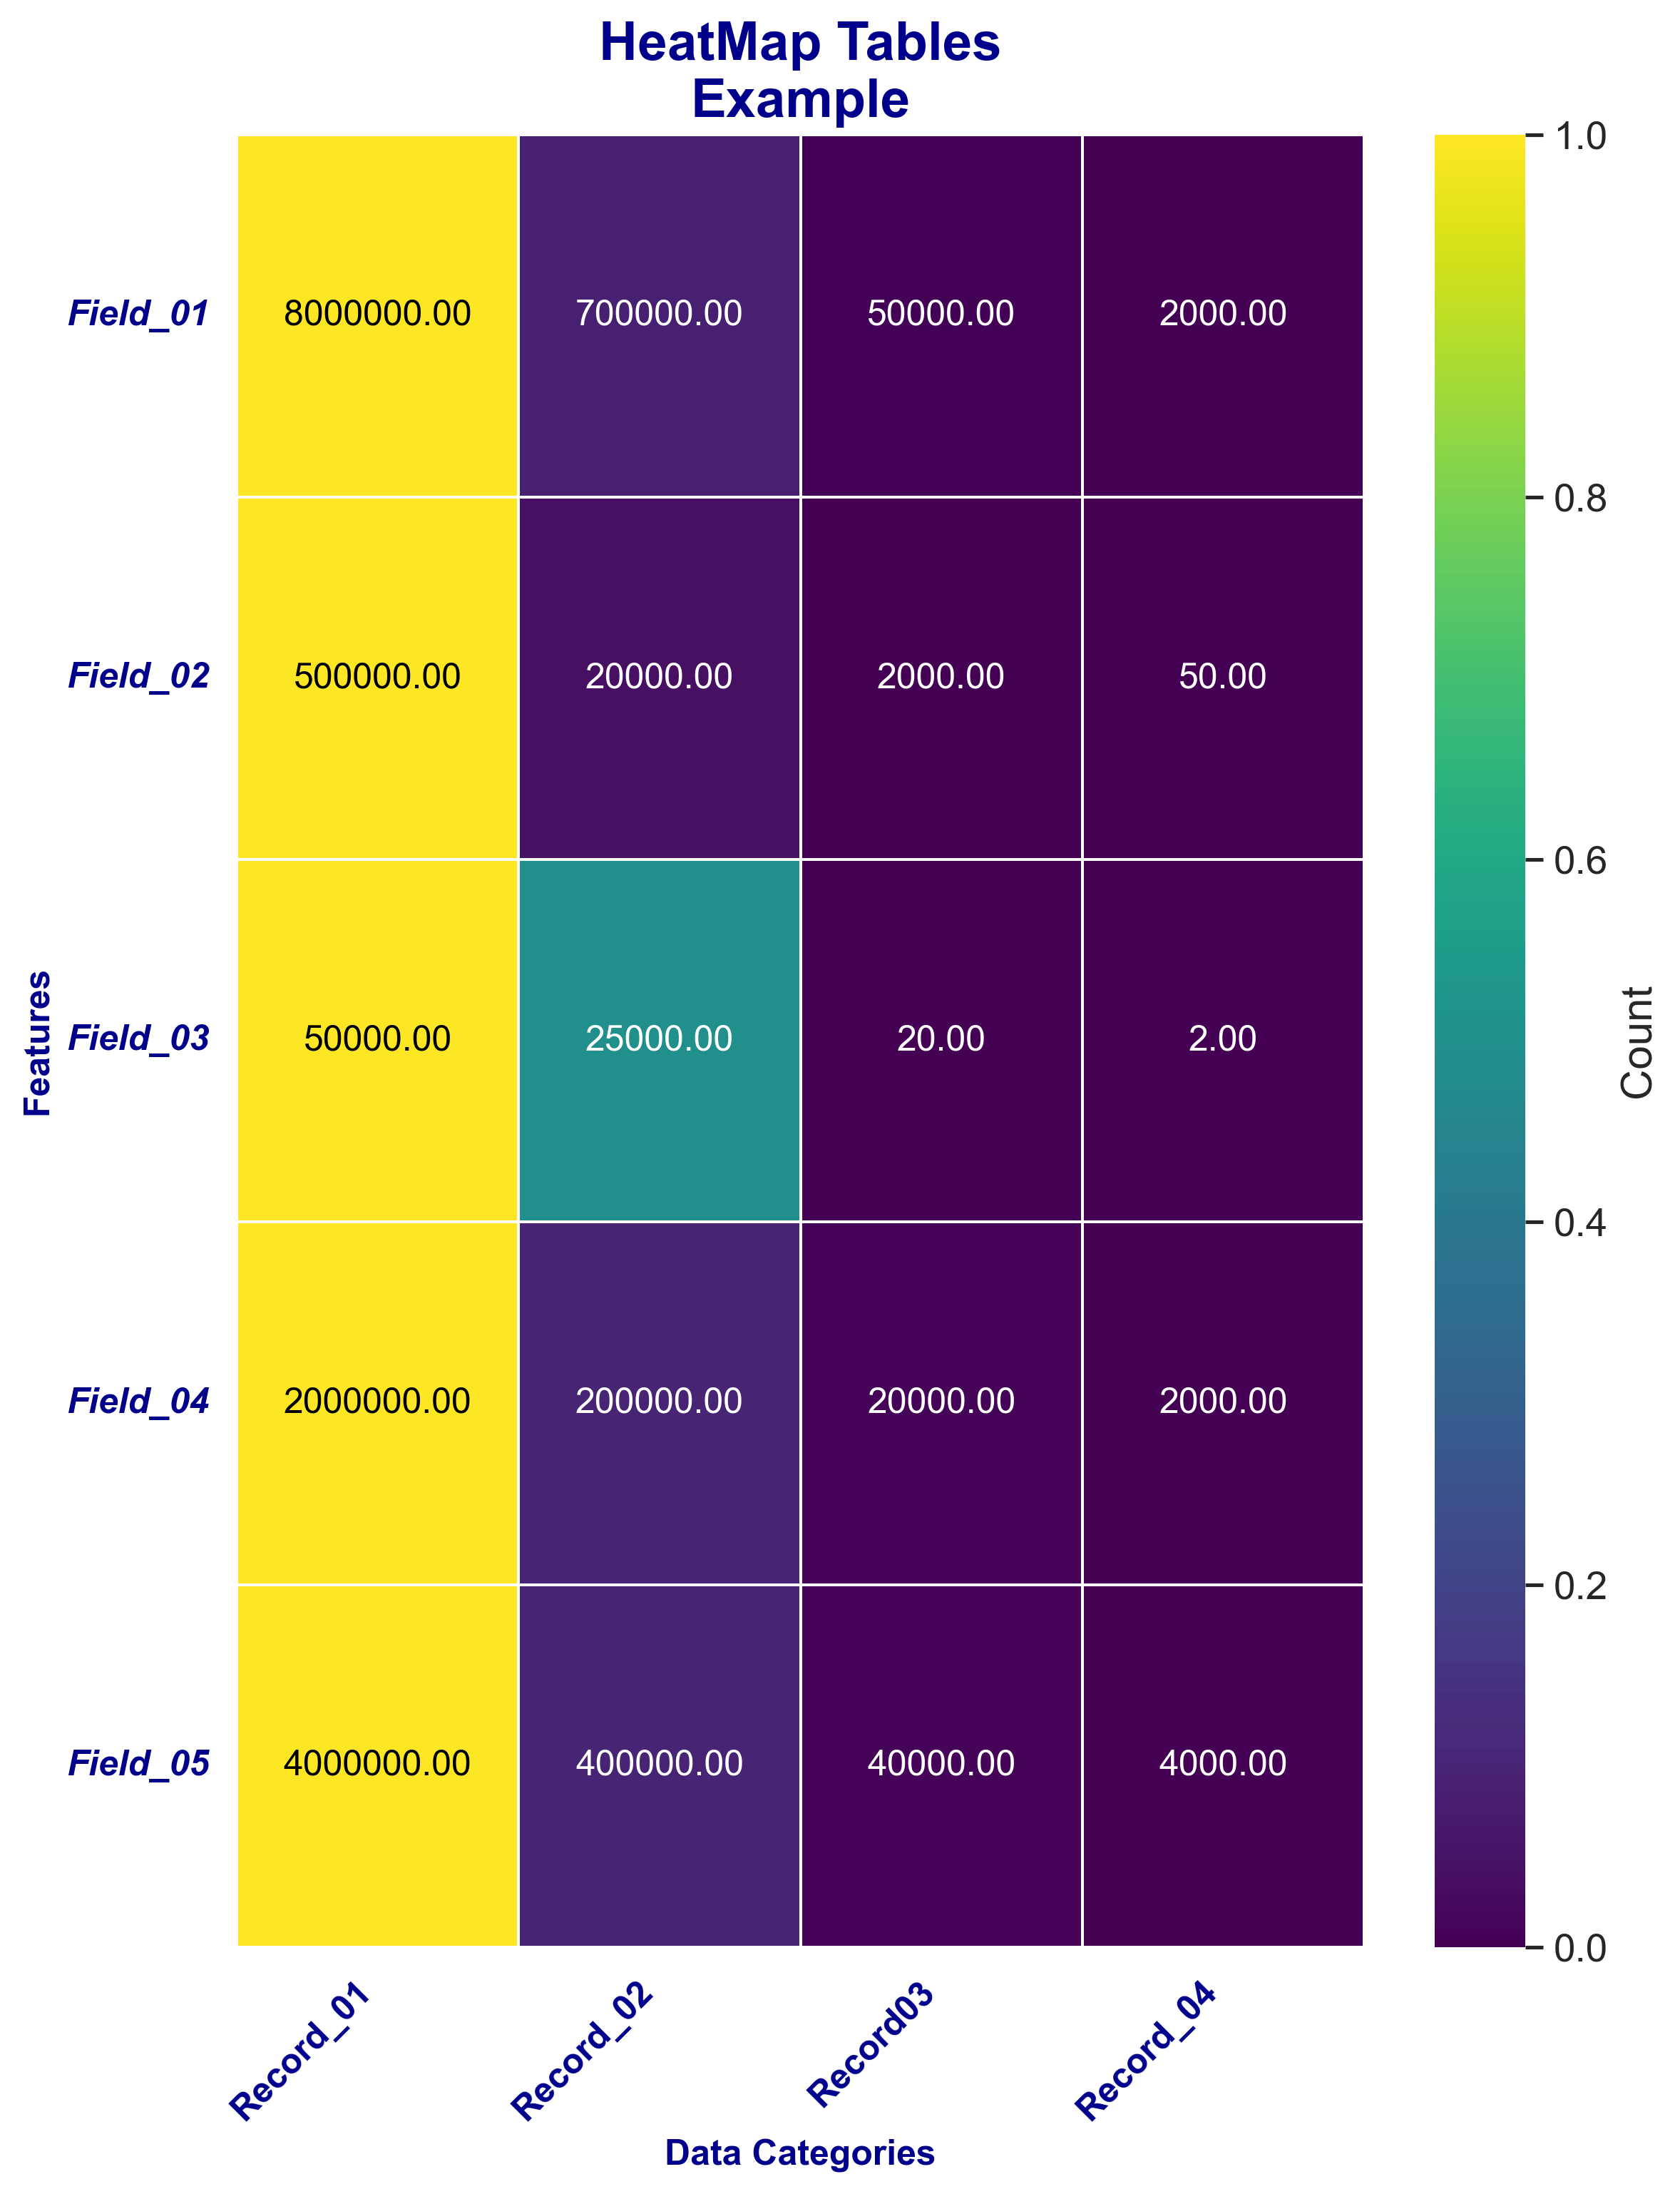 HeatMap Tables
Example
Field_01 8000000.00 700000.00 50000.00 2000.00
Field_02 500000.00 20000.00 2000.00 50.00
Field_03 50000.00 25000.00 20.00 2.00
Field_04 2000000.00 200000.00 20000.00 2000.00
Field_05 4000000.00 400000.00 40000.00 4000.00
Features
Record_01 Record_02 Record03 Record_04
Data Categories
1.0
0.8
0.6
0.4
0.2
0.0
Count